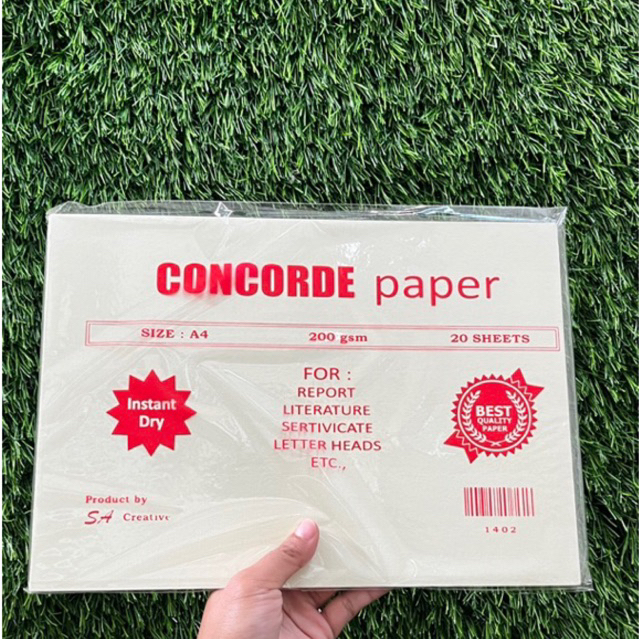 CONCORDE paper
SIZE : A4 200 gsm 20 SHEETS
Instant
Dry
FOR :
REPORT
LITERATURE
SERTIVICATE
LETTER HEADS
ETC.,
BEST
QUALITY
PAPER
Product by
SA Creative
1402